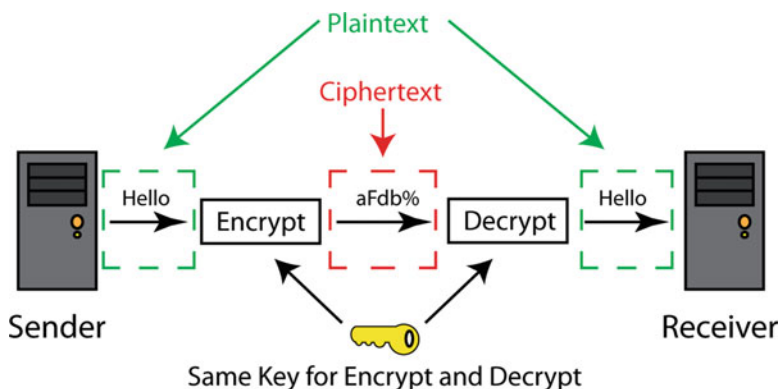 Plaintext
Ciphertext
Hello
Encrypt
aFdb%
Decrypt
Hello
Sender
Receiver
Same Key for Encrypt and Decrypt